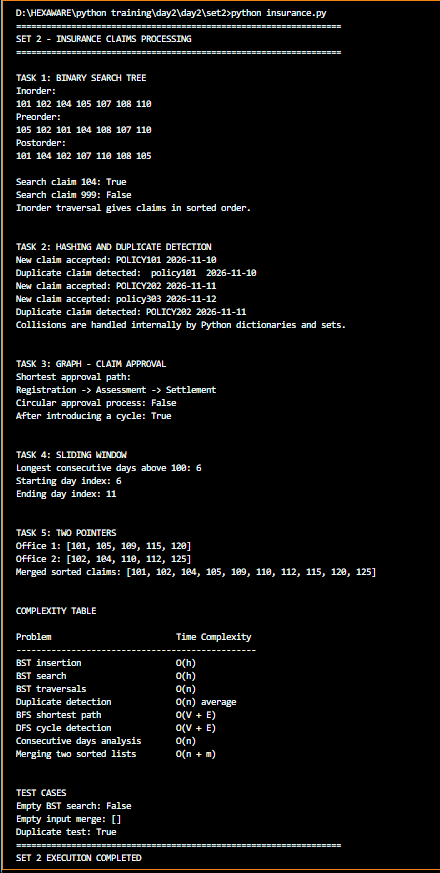 D:\HEXAWARE\python training\day2\day2\set2>python insurance.py
=================================================================
SET 2 - INSURANCE CLAIMS PROCESSING
=================================================================
TASK 1: BINARY SEARCH TREE
Inorder:
101 102 104 105 107 108 110
Preorder:
105 102 101 104 108 107 110
Postorder:
101 104 102 107 110 108 105
Search claim 104: True
Search claim 999: False
Inorder traversal gives claims in sorted order.
TASK 2: HASHING AND DUPLICATE DETECTION
New claim accepted: POLICY101 2026-11-10
Duplicate claim detected:  policy101  2026-11-10
New claim accepted: POLICY202 2026-11-11
New claim accepted: policy303 2026-11-12
Duplicate claim detected: POLICY202 2026-11-11
Collisions are handled internally by Python dictionaries and sets.
TASK 3: GRAPH - CLAIM APPROVAL
Shortest approval path:
Registration -> Assessment -> Settlement
Circular approval process: False
After introducing a cycle: True
TASK 4: SLIDING WINDOW
Longest consecutive days above 100: 6
Starting day index: 6
Ending day index: 11
TASK 5: TWO POINTERS
Office 1: [101, 105, 109, 115, 120]
Office 2: [102, 104, 110, 112, 125]
Merged sorted claims: [101, 102, 104, 105, 109, 110, 112, 115, 120, 125]
COMPLEXITY TABLE
Problem                         Time Complexity
------------------------------------------------
BST insertion                   O(h)
BST search                      O(h)
BST traversals                  O(n)
Duplicate detection             O(n) average
BFS shortest path               O(V + E)
DFS cycle detection             O(V + E)
Consecutive days analysis       O(n)
Merging two sorted lists        O(n + m)
TEST CASES
Empty BST search: False
Empty input merge: []
Duplicate test: True
=================================================================
SET 2 EXECUTION COMPLETED